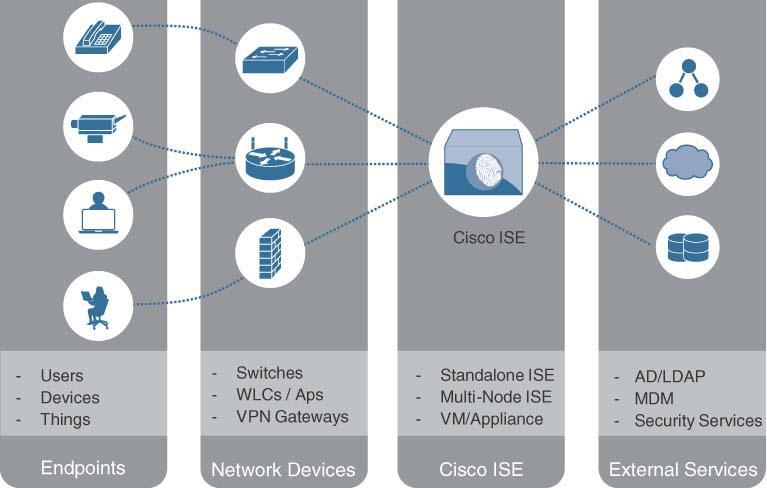 Cisco ISE
- Users
- Devices
- Things
- Switches
- WLCs / Aps
- VPN Gateways
- Standalone ISE
- Multi-Node ISE
- VM/Appliance
- AD/LDAP
- MDM
- Security Services
Endpoints
Network Devices
Cisco ISE
External Services